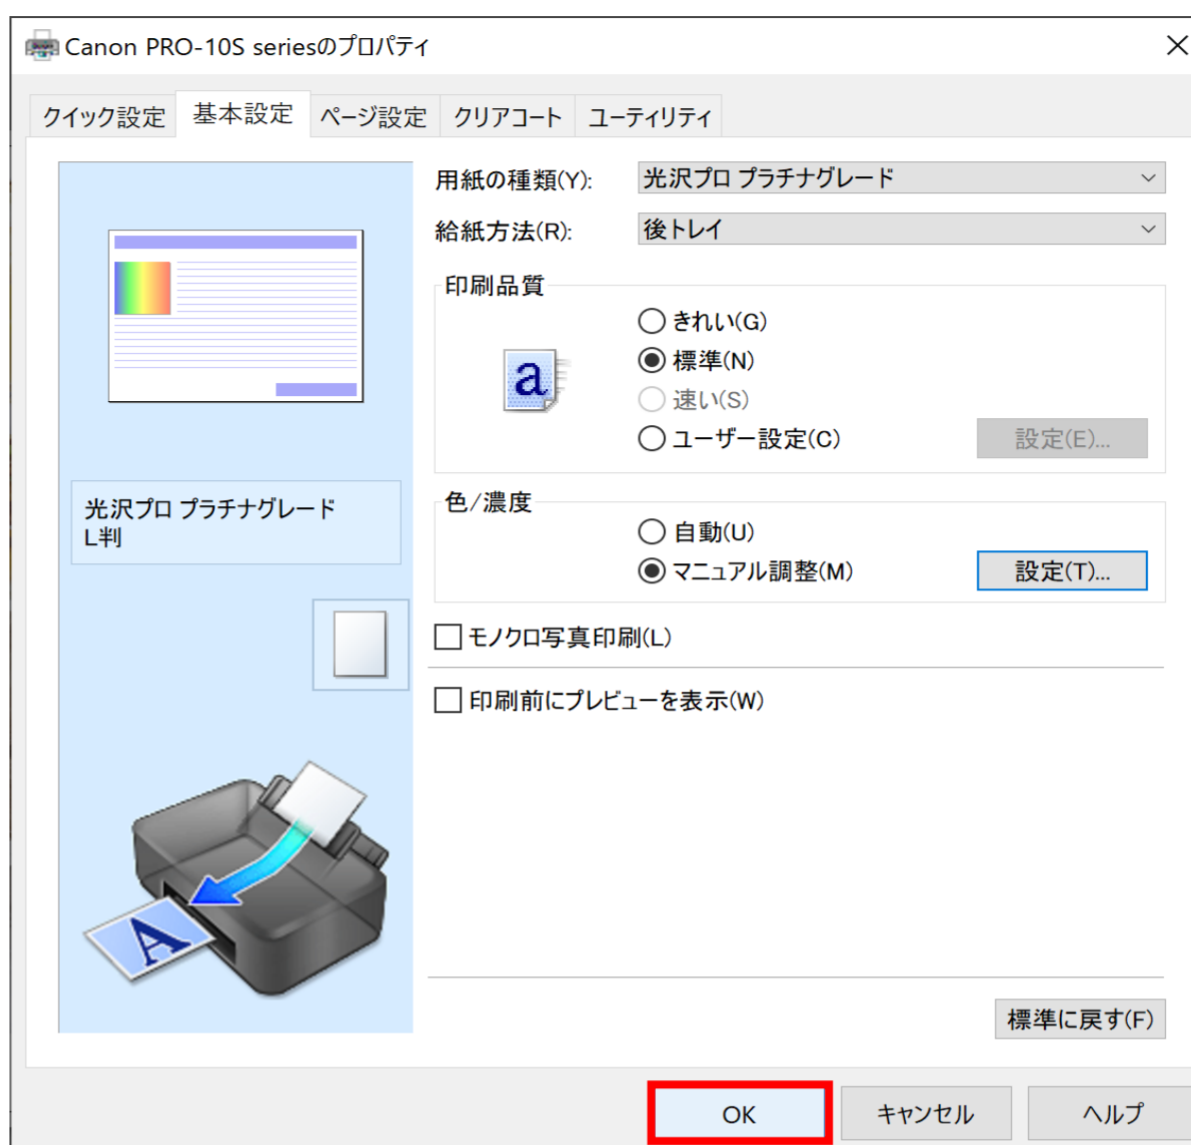 Canon PRO-10S seriesのプロパティ
クイック設定 基本設定 ページ設定 クリアコート ユーティリティ
用紙の種類(Y): 光沢プロ プラチナグレード
給紙方法(R): 後トレイ
印刷品質
きれい(G)
a 標準(N)
速い(S)
ユーザー設定(C) 設定(E)...
色/濃度
自動(U)
マニュアル調整(M) 設定(T)...
光沢プロ プラチナグレード
L判
モノクロ写真印刷(L)
印刷前にプレビューを表示(W)
A
標準に戻す(F)
OK キャンセル ヘルプ